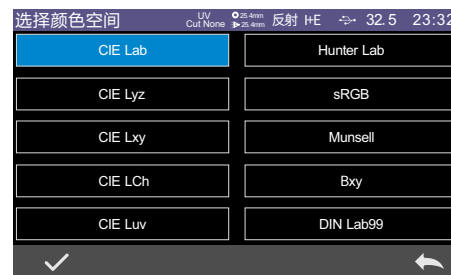 选择颜色空间 UV Cut None 25.4mm 25.4mm 反射 I+E 32.5 23:32
CIE Lab Hunter Lab
CIE Lyz sRGB
CIE Lxy Munsell
CIE LCh Βxy
CIE Luv DIN Lab99